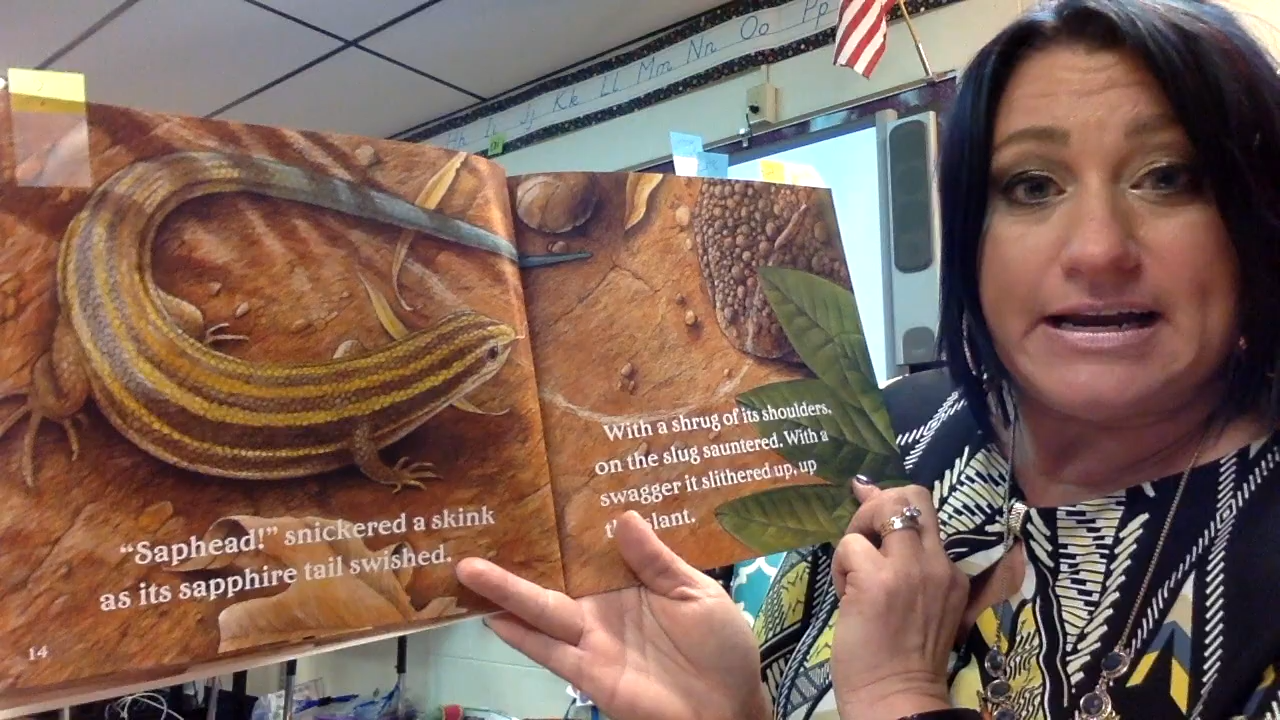 Kk Ll Mm Nn Oo Pp
"Saphead!" snickered a skink
as its sapphire tail swished.
14
With a shrug of its shoulders,
on the slug sauntered. With a
swagger it slithered up, up
slant.